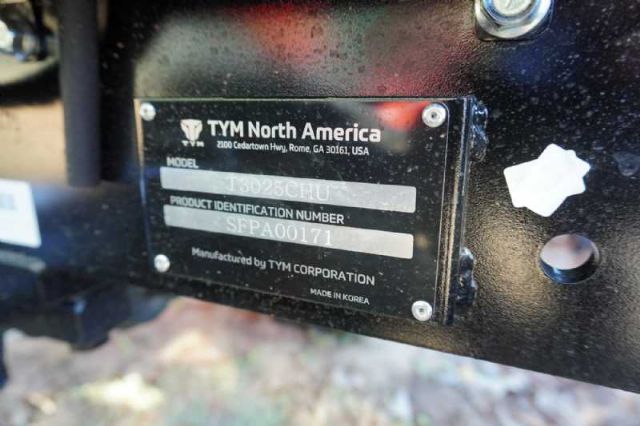 TYM
TYM North America
2100 Cedartown Hwy, Rome, GA 30161, USA
MODEL
T3025CHU
PRODUCT IDENTIFICATION NUMBER
SFPA00171
Manufactured by TYM CORPORATION
MADE IN KOREA